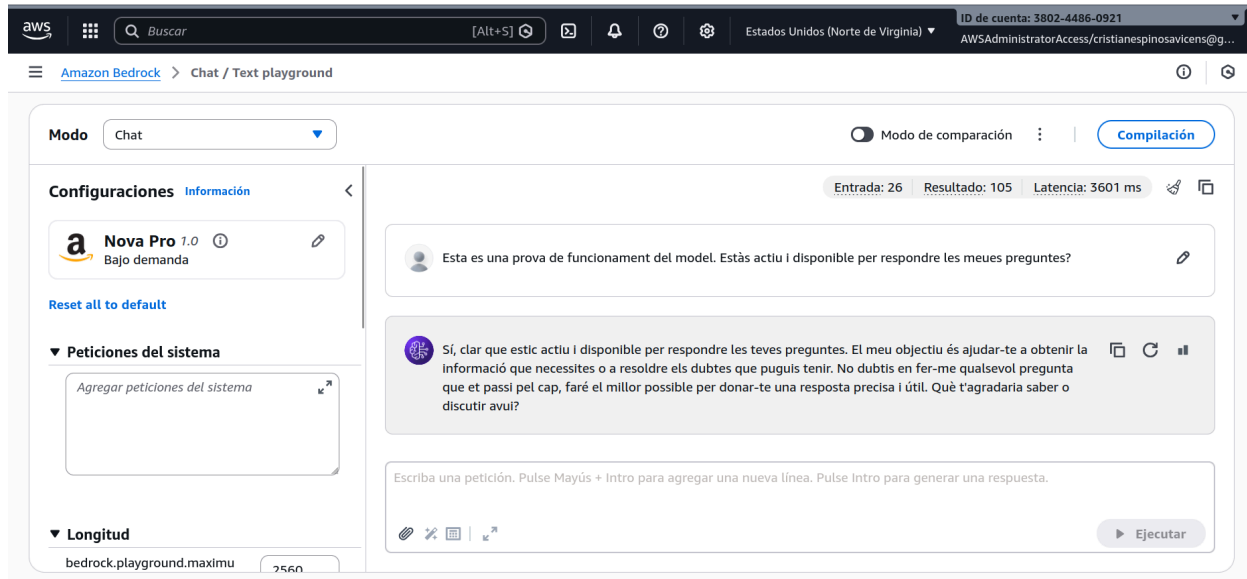 aws
Buscar
[Alt+S]
Estados Unidos (Norte de Virginia)
ID de cuenta: 3802-4486-0921
AWSAdministratorAccess/cristianespinosavicens@g...
Amazon Bedrock > Chat / Text playground
Modo
Chat
Modo de comparación
Compilación
Configuraciones Información
Entrada: 26 Resultado: 105 Latencia: 3601 ms
Nova Pro 1.0
Bajo demanda
Esta es una prova de funcionament del model. Estàs actiu i disponible per respondre les meues preguntes?
Reset all to default
Peticiones del sistema
Agregar peticiones del sistema
Sí, clar que estic actiu i disponible per respondre les teves preguntes. El meu objectiu és ajudar-te a obtenir la
informació que necessites o a resoldre els dubtes que puguis tenir. No dubtis en fer-me qualsevol pregunta
que et passi pel cap, faré el millor possible per donar-te una resposta precisa i útil. Què t'agradaria saber o
discutir avui?
Escriba una petición. Pulse Mayús + Intro para agregar una nueva línea. Pulse Intro para generar una respuesta.
Ejecutar
Longitud
bedrock.playground.maximu
2560